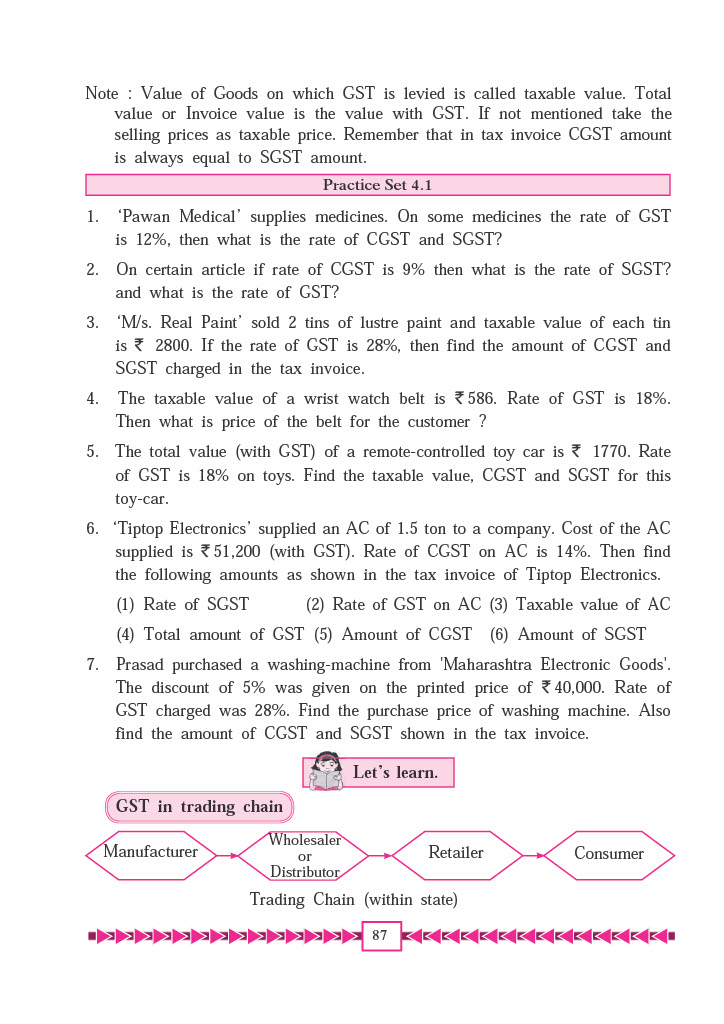 Note : Value of Goods on which GST is levied is called taxable value. Total
value or Invoice value is the value with GST. If not mentioned take the
selling prices as taxable price. Remember that in tax invoice CGST amount
is always equal to SGST amount.
Practice Set 4.1
1. ‘Pawan Medical’ supplies medicines. On some medicines the rate of GST
is 12%, then what is the rate of CGST and SGST?
2. On certain article if rate of CGST is 9% then what is the rate of SGST?
and what is the rate of GST?
3. ‘M/s. Real Paint’ sold 2 tins of lustre paint and taxable value of each tin
is ₹ 2800. If the rate of GST is 28%, then find the amount of CGST and
SGST charged in the tax invoice.
4. The taxable value of a wrist watch belt is ₹ 586. Rate of GST is 18%.
Then what is price of the belt for the customer ?
5. The total value (with GST) of a remote-controlled toy car is ₹ 1770. Rate
of GST is 18% on toys. Find the taxable value, CGST and SGST for this
toy-car.
6. ‘Tiptop Electronics’ supplied an AC of 1.5 ton to a company. Cost of the AC
supplied is ₹ 51,200 (with GST). Rate of CGST on AC is 14%. Then find
the following amounts as shown in the tax invoice of Tiptop Electronics.
(1) Rate of SGST (2) Rate of GST on AC (3) Taxable value of AC
(4) Total amount of GST (5) Amount of CGST (6) Amount of SGST
7. Prasad purchased a washing-machine from 'Maharashtra Electronic Goods'.
The discount of 5% was given on the printed price of ₹ 40,000. Rate of
GST charged was 28%. Find the purchase price of washing machine. Also
find the amount of CGST and SGST shown in the tax invoice.
Let’s learn.
GST in trading chain
Manufacturer
Wholesaler
or
Distributor
Retailer
Consumer
Trading Chain (within state)
87